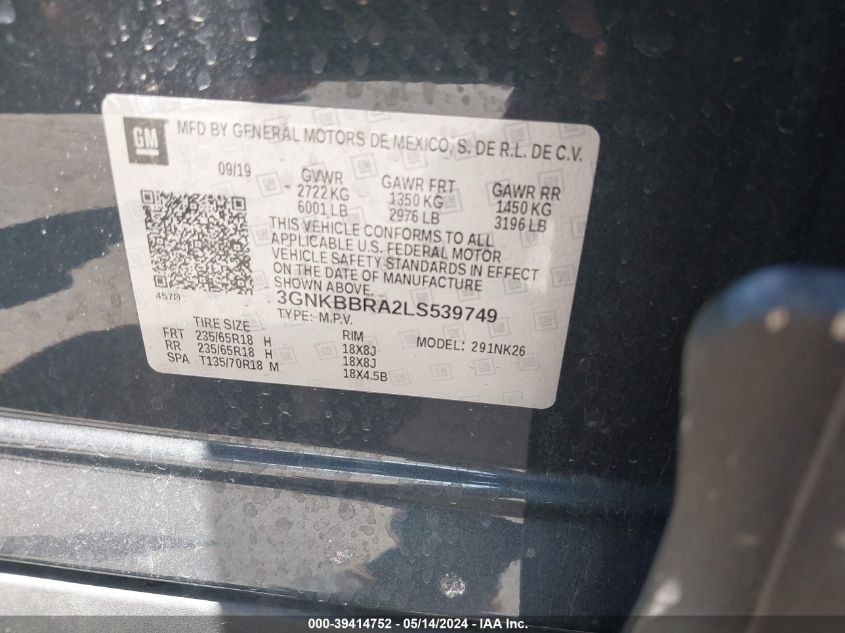 GM MFD BY GENERAL MOTORS DE MEXICO, S. DE R.L. DE C.V.
09/19 GVWR GAWR FRT GAWR RR
2722 KG 1350 KG 1450 KG
6001 LB 2976 LB 3196 LB
THIS VEHICLE CONFORMS TO ALL
APPLICABLE U.S. FEDERAL MOTOR
VEHICLE SAFETY STANDARDS IN EFFECT
ON THE DATE OF MANUFACTURE
SHOWN ABOVE.
3GNKBBRA2LS539749
TYPE: M.P.V.
TIRE SIZE RIM MODEL: 291NK26
FRT 235/65R18 H 18X8J
RR 235/65R18 H 18X8J
SPA T135/70R18 M 18X4.5B
000-39414752 / 05/14/2024 - IAA Inc.